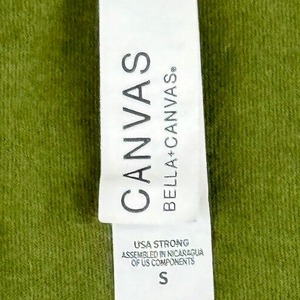 CANVAS
BELLA+CANVAS®
USA STRONG
ASSEMBLED IN NICARAGUA
OF US COMPONENTS
S